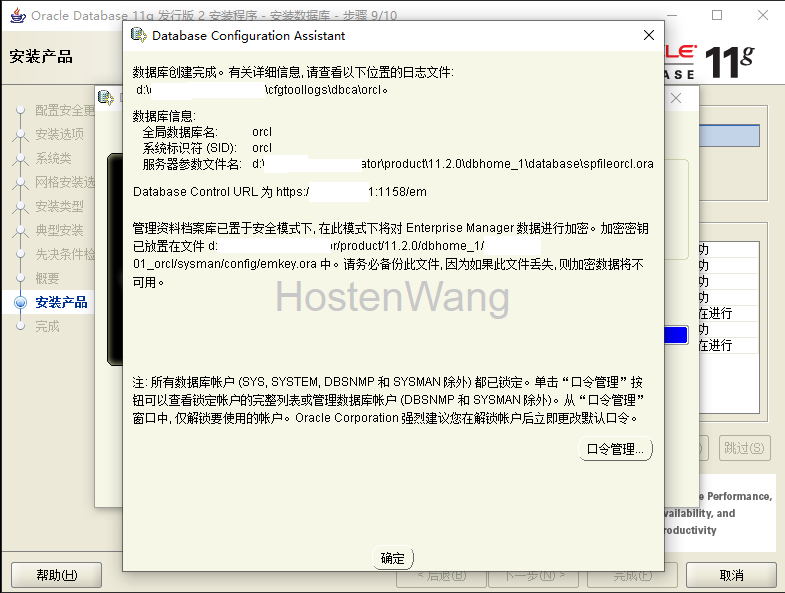 Oracle Database 11g 发行版 2 安装程序 - 安装数据库 - 步骤 9/10
安装产品
ORACLE
DATABASE
11g
配置安全更
安装选项
系统类
网格安装选
安装类型
典型安装
先决条件检
概要
安装产品
完成
Database Configuration Assistant
数据库创建完成。有关详细信息, 请查看以下位置的日志文件:
d:\ \cfgtoollogs\dbca\orcl。
数据库信息:
全局数据库名: orcl
系统标识符 (SID): orcl
服务器参数文件名: d:\ ator\product\11.2.0\dbhome_1\database\spfileorcl.ora
Database Control URL 为 https:/ 1:1158/em
管理资料档案库已置于安全模式下, 在此模式下将对 Enterprise Manager 数据进行加密。加密密钥
已放置在文件 d: r/product/11.2.0/dbhome_1/
01_orcl/sysman/config/emkey.ora 中。请务必备份此文件, 因为如果此文件丢失, 则加密数据将不
可用。
HostenWang
注: 所有数据库帐户 (SYS, SYSTEM, DBSNMP 和 SYSMAN 除外) 都已锁定。单击“口令管理”按
钮可以查看锁定帐户的完整列表或管理数据库帐户 (DBSNMP 和 SYSMAN 除外)。从“口令管理”
窗口中, 仅解锁要使用的帐户。Oracle Corporation 强烈建议您在解锁帐户后立即更改默认口令。
口令管理...
确定
功
功
功
功
在进行
功
在进行
跳过(S)
e Performance,
vailability, and
roductivity
帮助(H)
< 后退(B)
下一步(N) >
完成(F)
取消